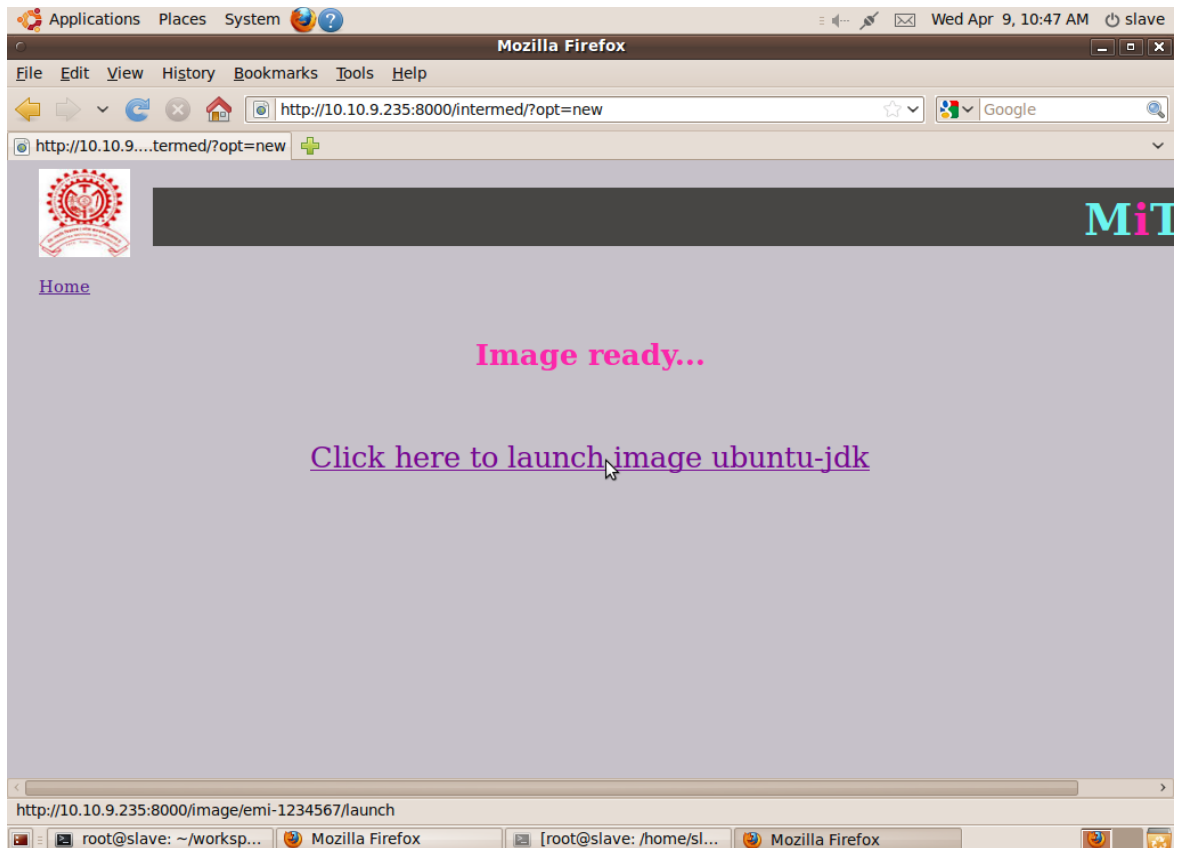 Applications Places System Wed Apr 9, 10:47 AM slave
Mozilla Firefox
File Edit View History Bookmarks Tools Help
http://10.10.9.235:8000/intermed/?opt=new Google
http://10.10.9....termed/?opt=new
MiT
Home
Image ready...
Click here to launch image ubuntu-jdk
http://10.10.9.235:8000/image/emi-1234567/launch
root@slave: ~/worksp... Mozilla Firefox [root@slave: /home/sl... Mozilla Firefox